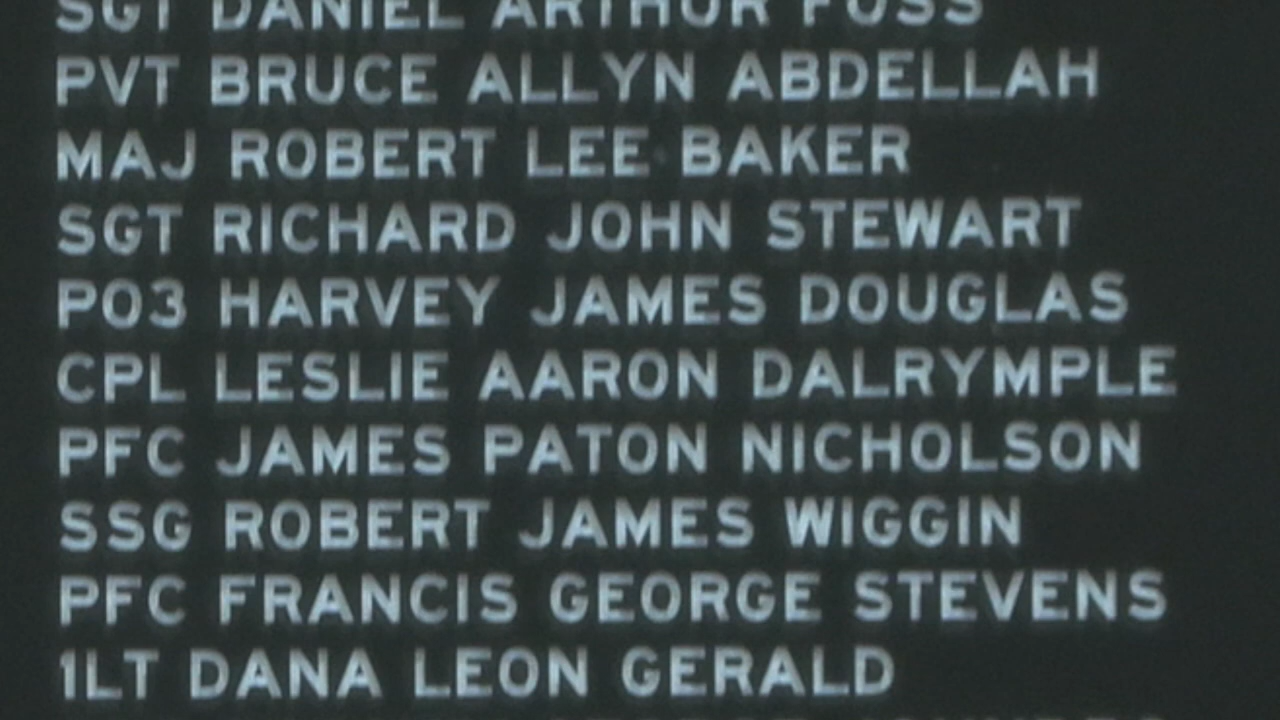 SGT DANIEL ARTHUR FOSS
PVT BRUCE ALLYN ABDELLAH
MAJ ROBERT LEE BAKER
SGT RICHARD JOHN STEWART
PO3 HARVEY JAMES DOUGLAS
CPL LESLIE AARON DALRYMPLE
PFC JAMES PATON NICHOLSON
SSG ROBERT JAMES WIGGIN
PFC FRANCIS GEORGE STEVENS
1LT DANA LEON GERALD